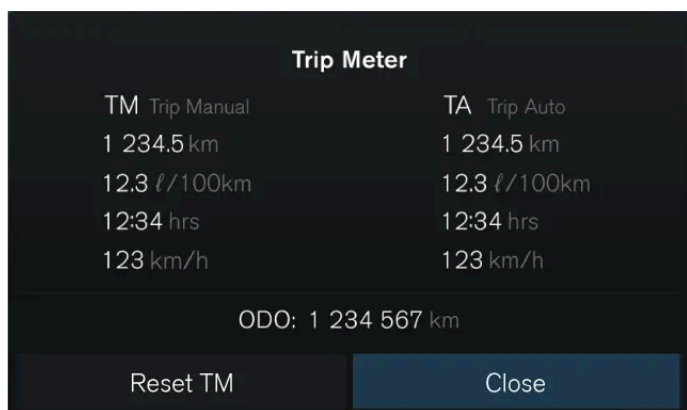 Trip Meter
TM Trip Manual
TA Trip Auto
1 234.5 km
1 234.5 km
12.3 ℓ/100km
12.3 ℓ/100km
12:34 hrs
12:34 hrs
123 km/h
123 km/h
ODO: 1 234 567 km
Reset TM
Close